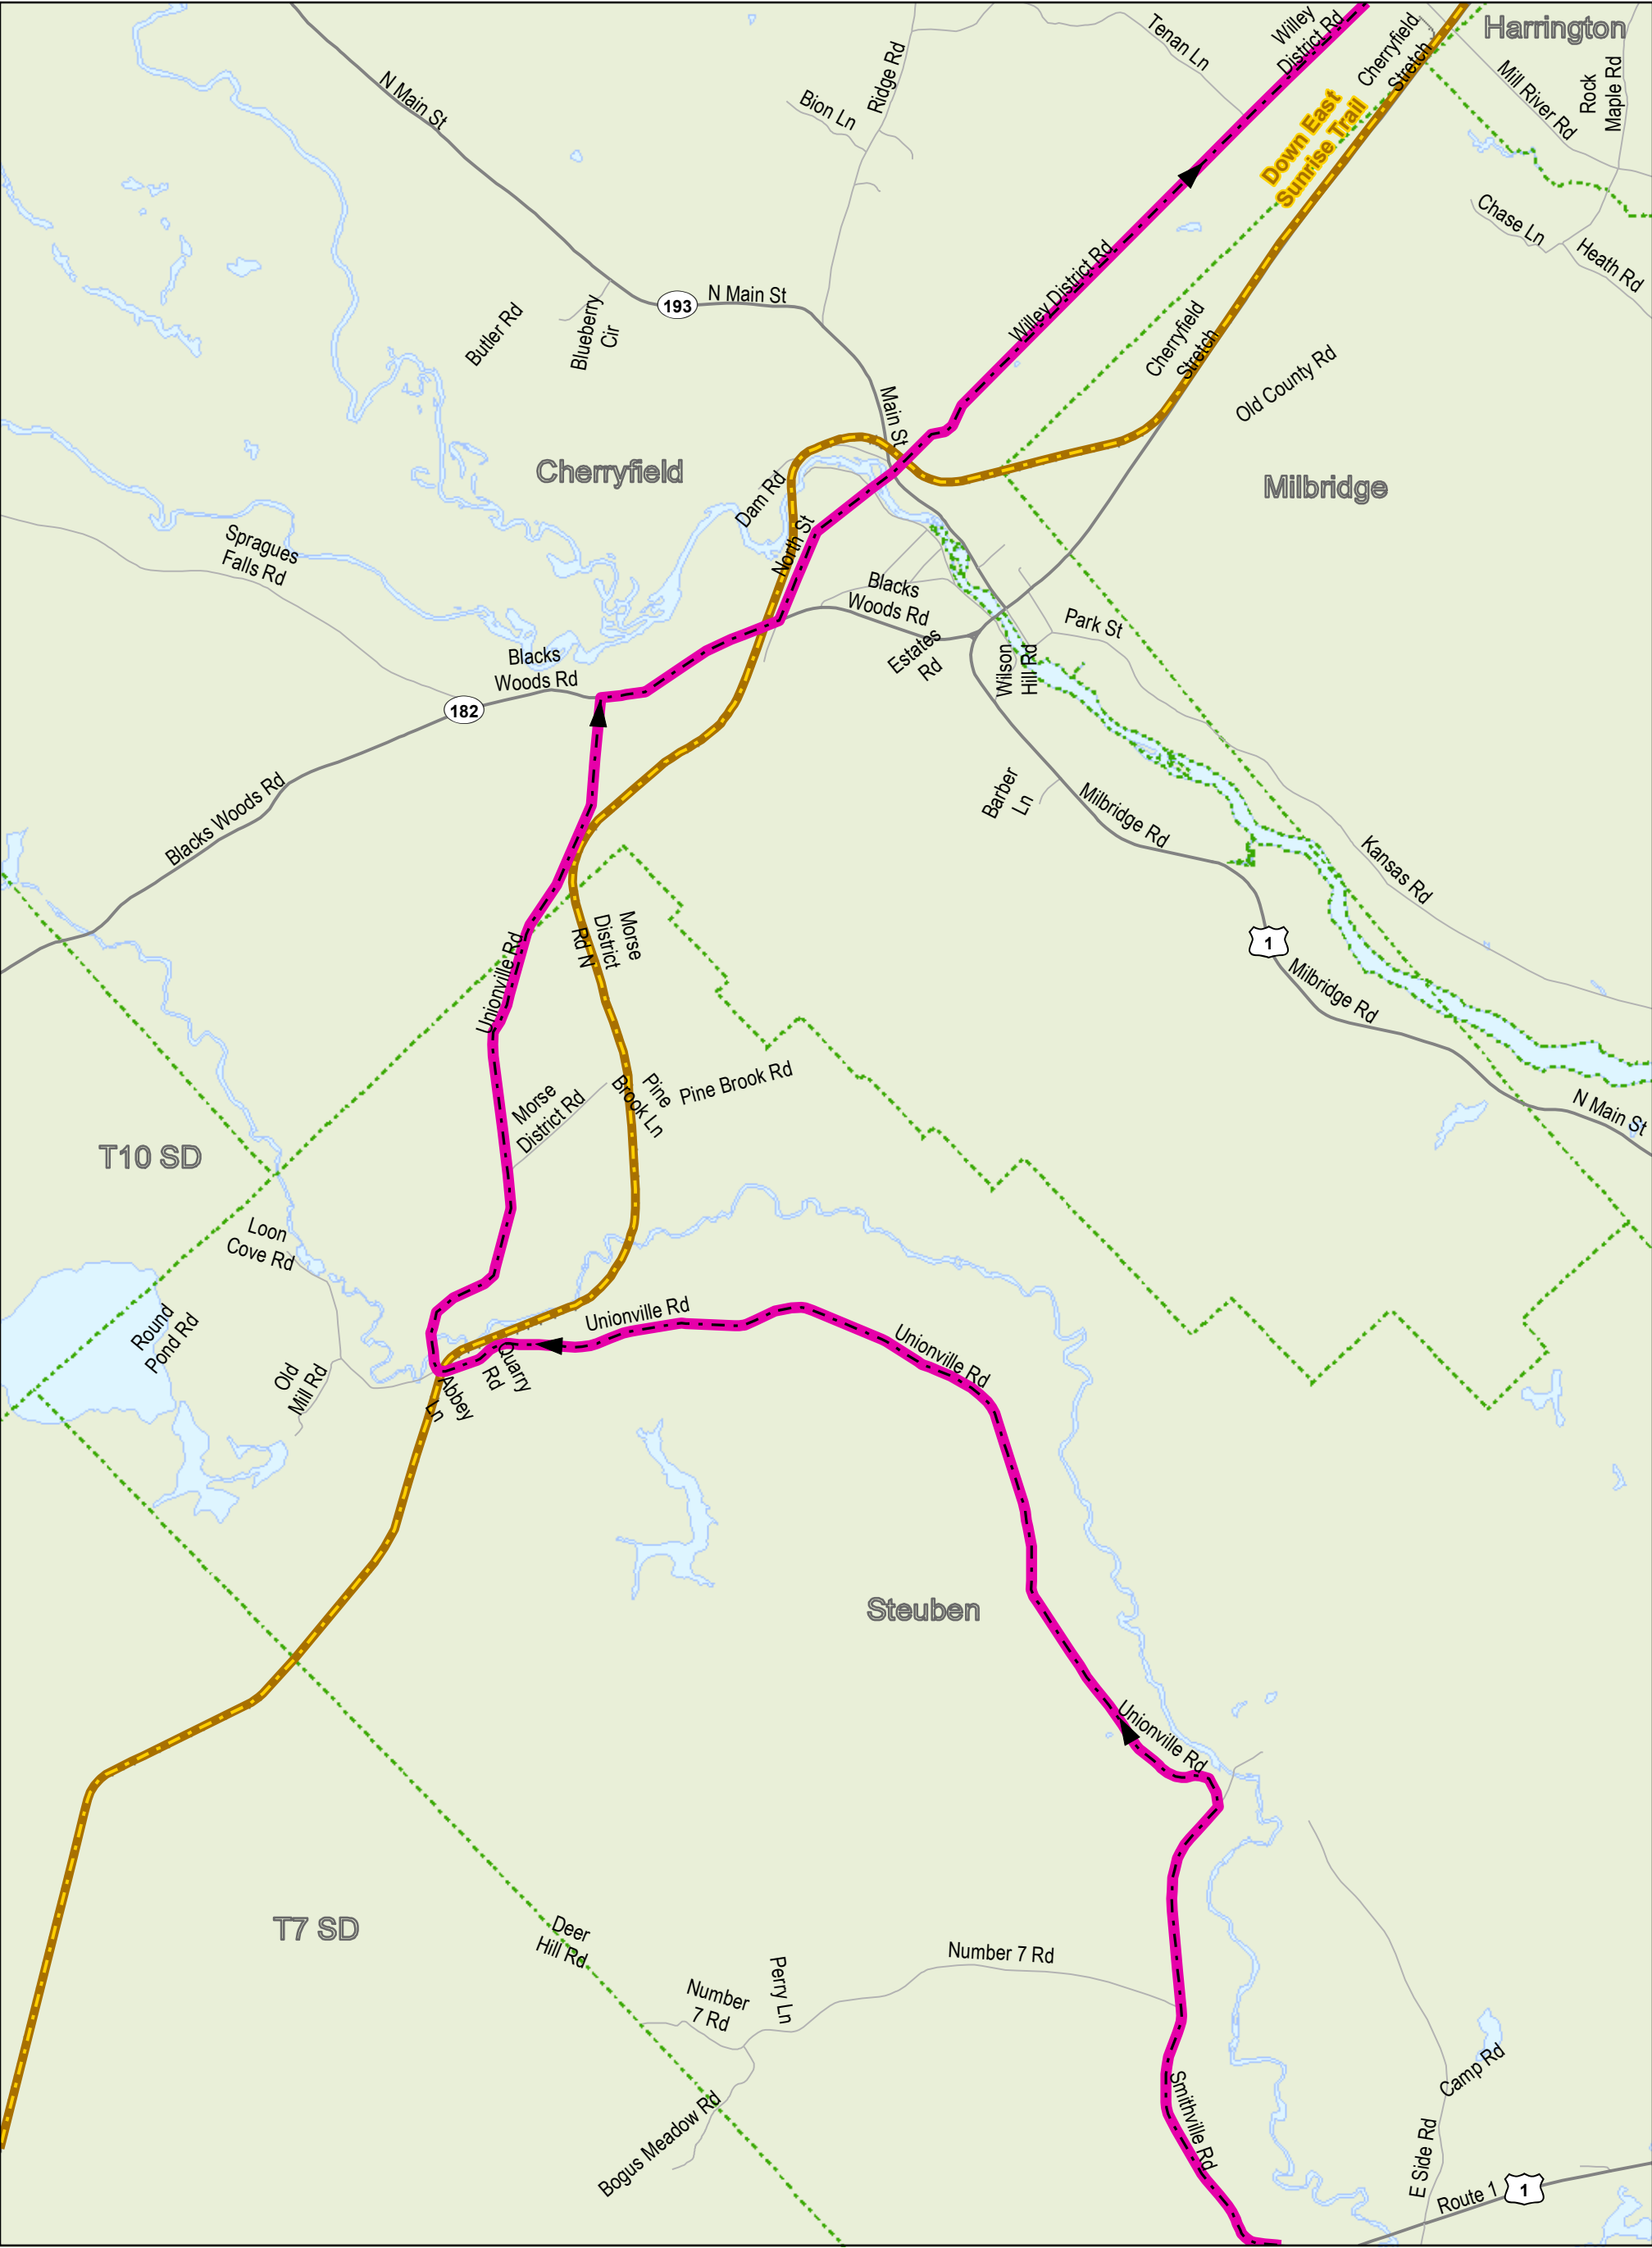 Harrington
Willey
District Rd
Cherryfield
Stretch
Tenan Ln
Ridge Rd
Bion Ln
N Main St
Mill River Rd
Rock
Maple Rd
Down East
Sunrise Trail
Chase Ln
Heath Rd
Willey District Rd
193
N Main St
Butler Rd
Blueberry
Cir
Cherryfield
Stretch
Old County Rd
Main St
Cherryfield
Milbridge
Dam Rd
North St
Spragues
Falls Rd
Blacks
Woods Rd
Estates
Rd
Park St
Wilson
Hill Rd
Blacks
Woods Rd
182
Blacks Woods Rd
Barber
Ln
Milbridge Rd
Kansas Rd
1
Milbridge Rd
Morse
District
Rd N
Unionville Rd
Pine
Brook Ln
Pine Brook Rd
Morse
District Rd
N Main St
T10 SD
Loon
Cove Rd
Round
Pond Rd
Old
Mill Rd
Unionville Rd
Unionville Rd
Quarry
Rd
Abbey
Ln
Steuben
Unionville Rd
T7 SD
Deer
Hill Rd
Number 7 Rd
Perry Ln
Number
7 Rd
Bogus Meadow Rd
Smithville Rd
Camp Rd
E Side Rd
Route 1
1